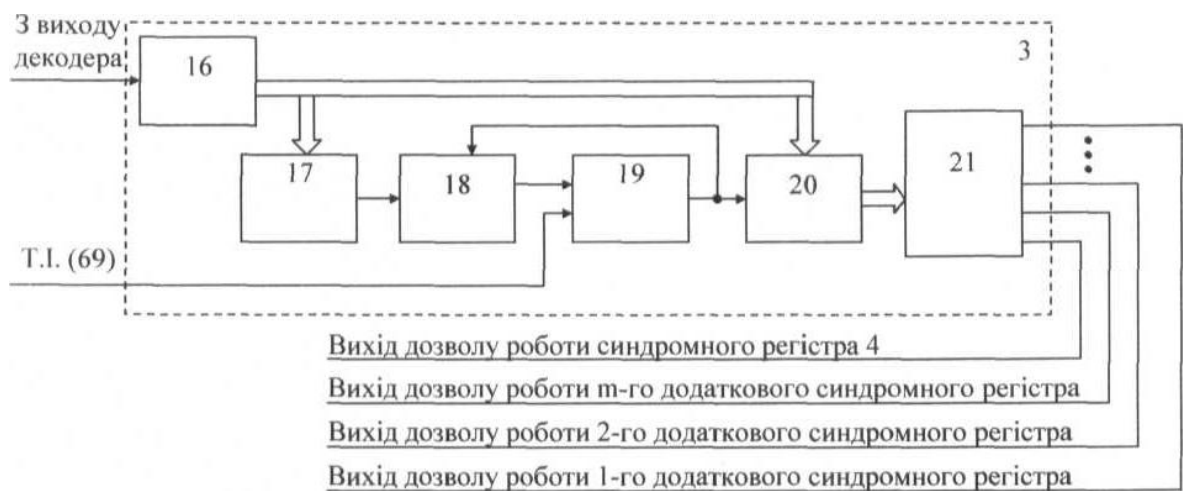 З виходу
декодера
16
3
17
18
19
20
21
Т.І. (69)
Вихід дозволу роботи синдромного регістра 4
Вихід дозволу роботи m-го додаткового синдромного регістра
Вихід дозволу роботи 2-го додаткового синдромного регістра
Вихід дозволу роботи 1-го додаткового синдромного регістра